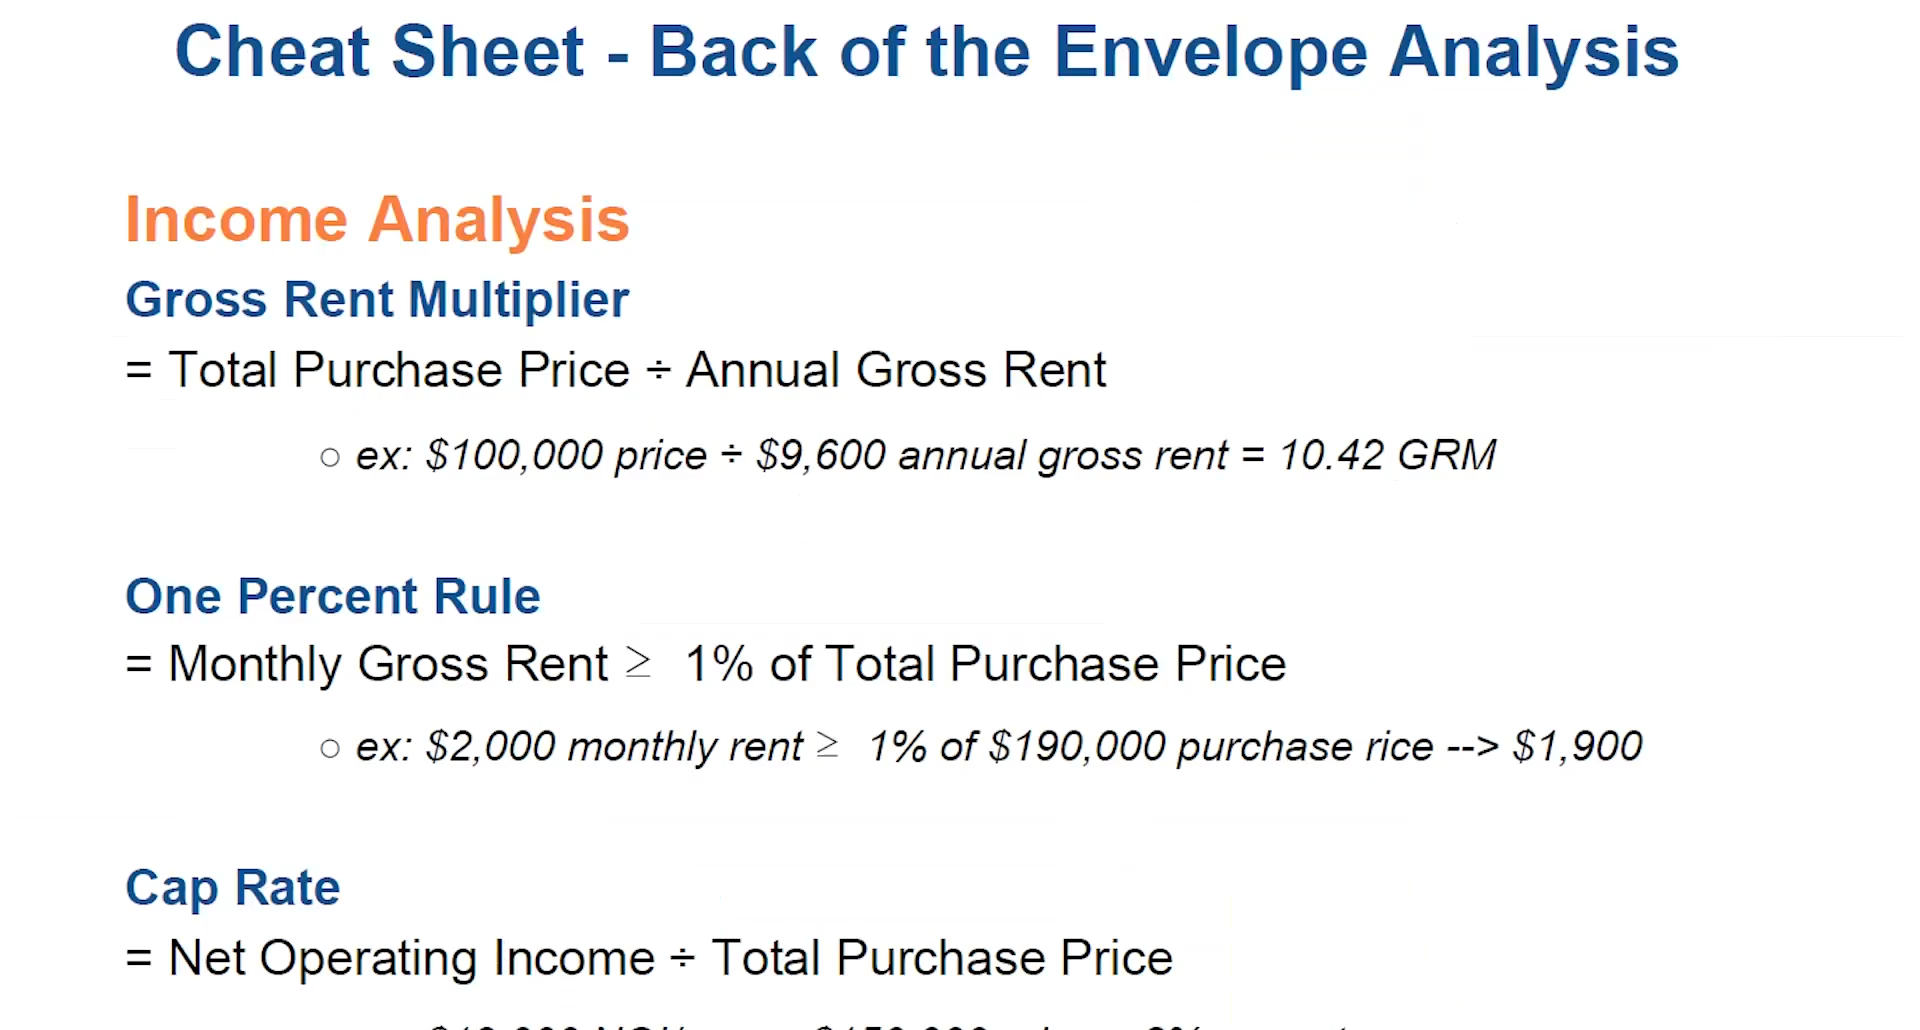 Cheat Sheet - Back of the Envelope Analysis
Income Analysis
Gross Rent Multiplier
= Total Purchase Price ÷ Annual Gross Rent
○ ex: $100,000 price ÷ $9,600 annual gross rent = 10.42 GRM
One Percent Rule
= Monthly Gross Rent ≥ 1% of Total Purchase Price
○ ex: $2,000 monthly rent ≥ 1% of $190,000 purchase rice --> $1,900
Cap Rate
= Net Operating Income ÷ Total Purchase Price